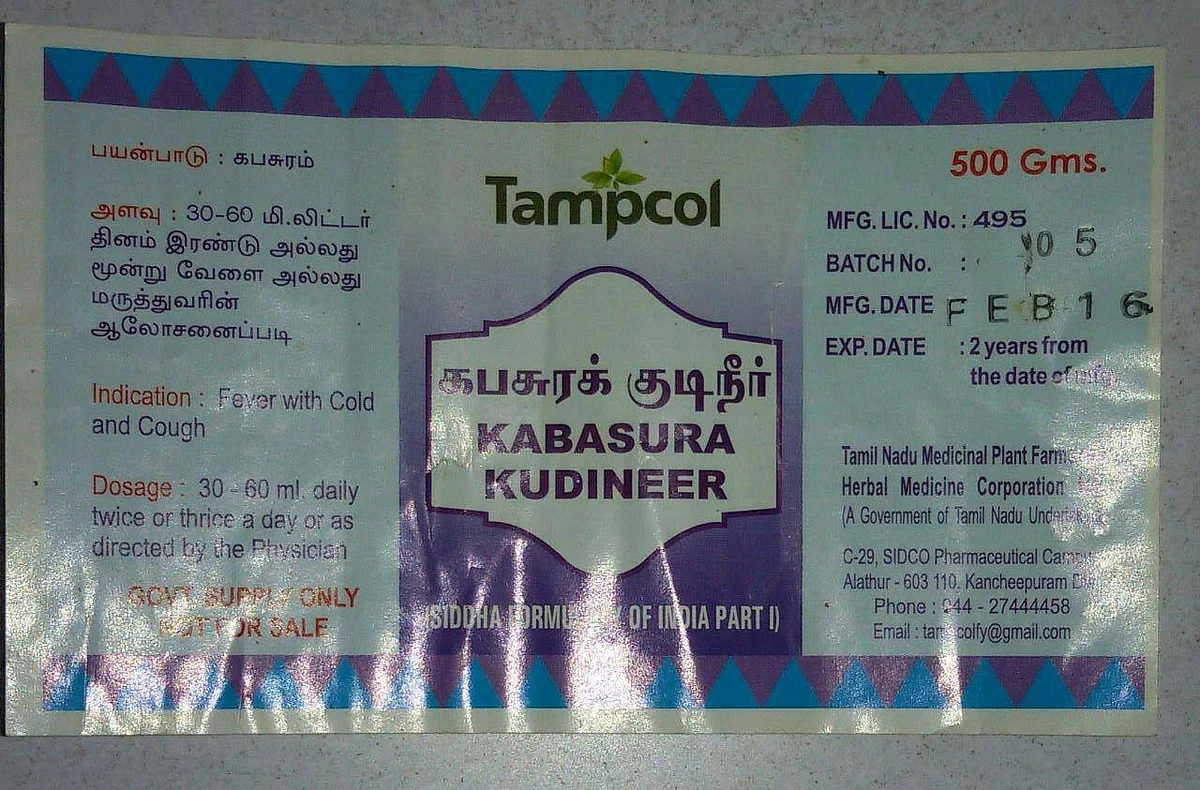 பயன்பாடு : கபசுரம்
அளவு : 30-60 மி.லிட்டர்
தினம் இரண்டு அல்லது
மூன்று வேளை அல்லது
மருத்துவரின்
ஆலோசனைப்படி
Indication : Fever with Cold
and Cough
Dosage : 30 - 60 ml. daily
twice or thrice a day or as
directed by the Physician
GOVT. SUPPLY ONLY
NOT FOR SALE
Tampcol
கபசுரக் குடிநீர்
KABASURA
KUDINEER
(SIDDHA FORMULARY OF INDIA PART I)
500 Gms.
MFG. LIC. No. : 495
BATCH No. : 05
MFG. DATE FEB 16
EXP. DATE : 2 years from
the date of mfg.
Tamil Nadu Medicinal Plant
Herbal Medicine Corporation
(A Government of Tamil Nadu
C-29, SIDCO Pharmaceutical
Alathur - 603 110, Kancheepuram
Phone : 044 - 27444458
Email : tampcolfy@gmail.com